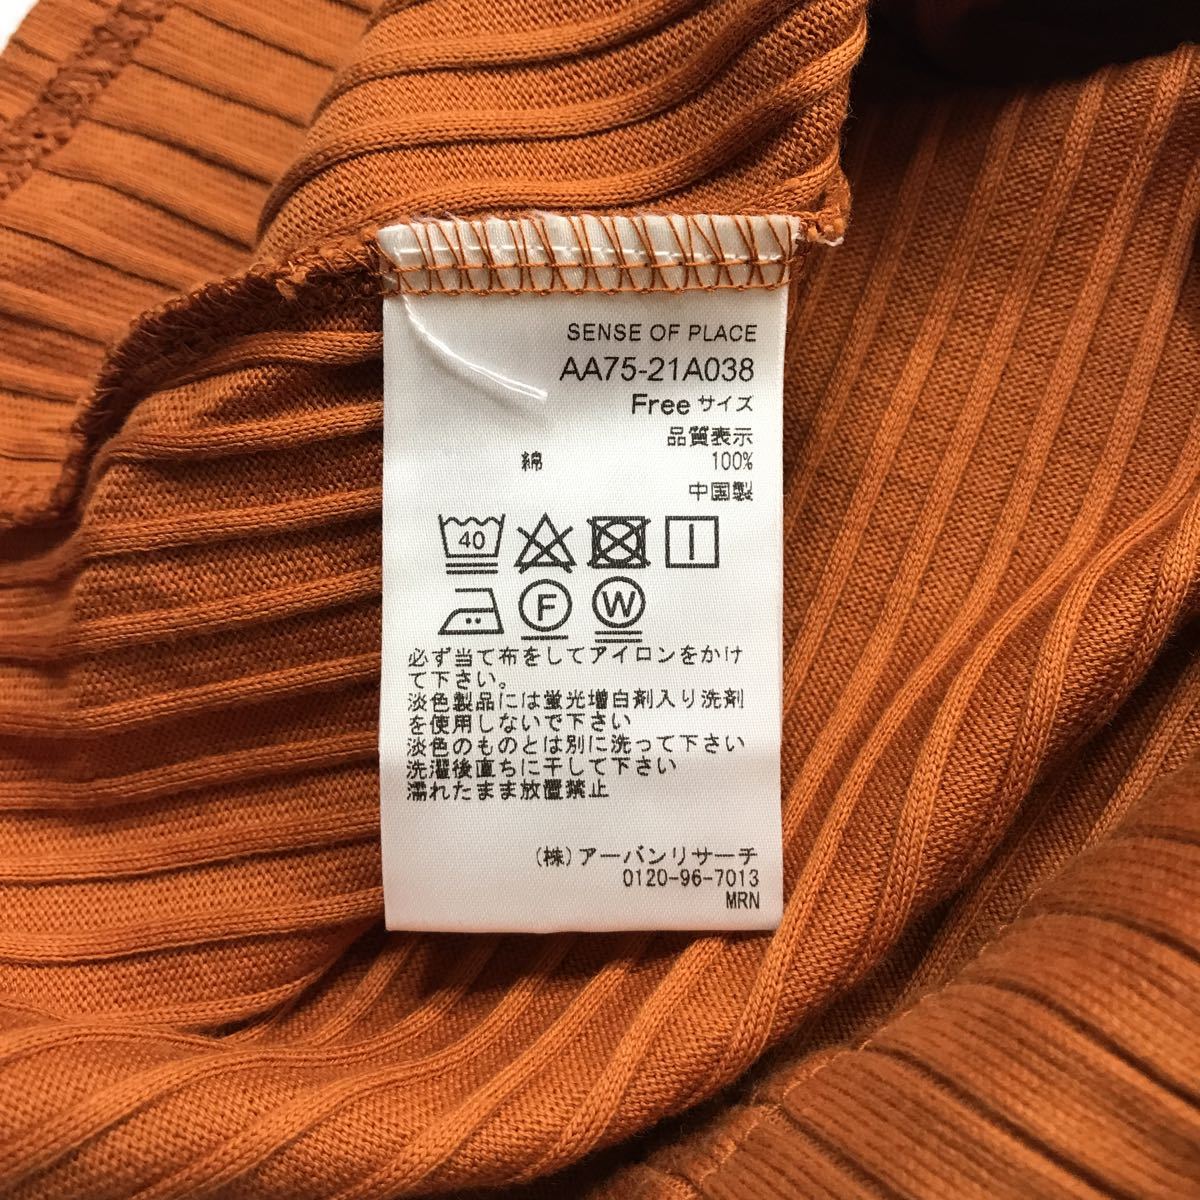 SENSE OF PLACE
AA75-21A038
Free サイズ
品質表示
綿 100%
中国製
40
F W
必ず当て布をしてアイロンをかけ
て下さい。
淡色製品には蛍光増白剤入り洗剤
を使用しないで下さい
淡色のものとは別に洗って下さい
洗濯後直ちに干して下さい
濡れたまま放置禁止
(株)アーバンリサーチ
0120-96-7013
MRN